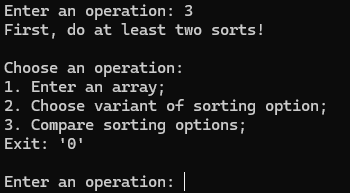 Enter an operation: 3
First, do at least two sorts!
Choose an operation:
1. Enter an array;
2. Choose variant of sorting option;
3. Compare sorting options;
Exit: '0'
Enter an operation: